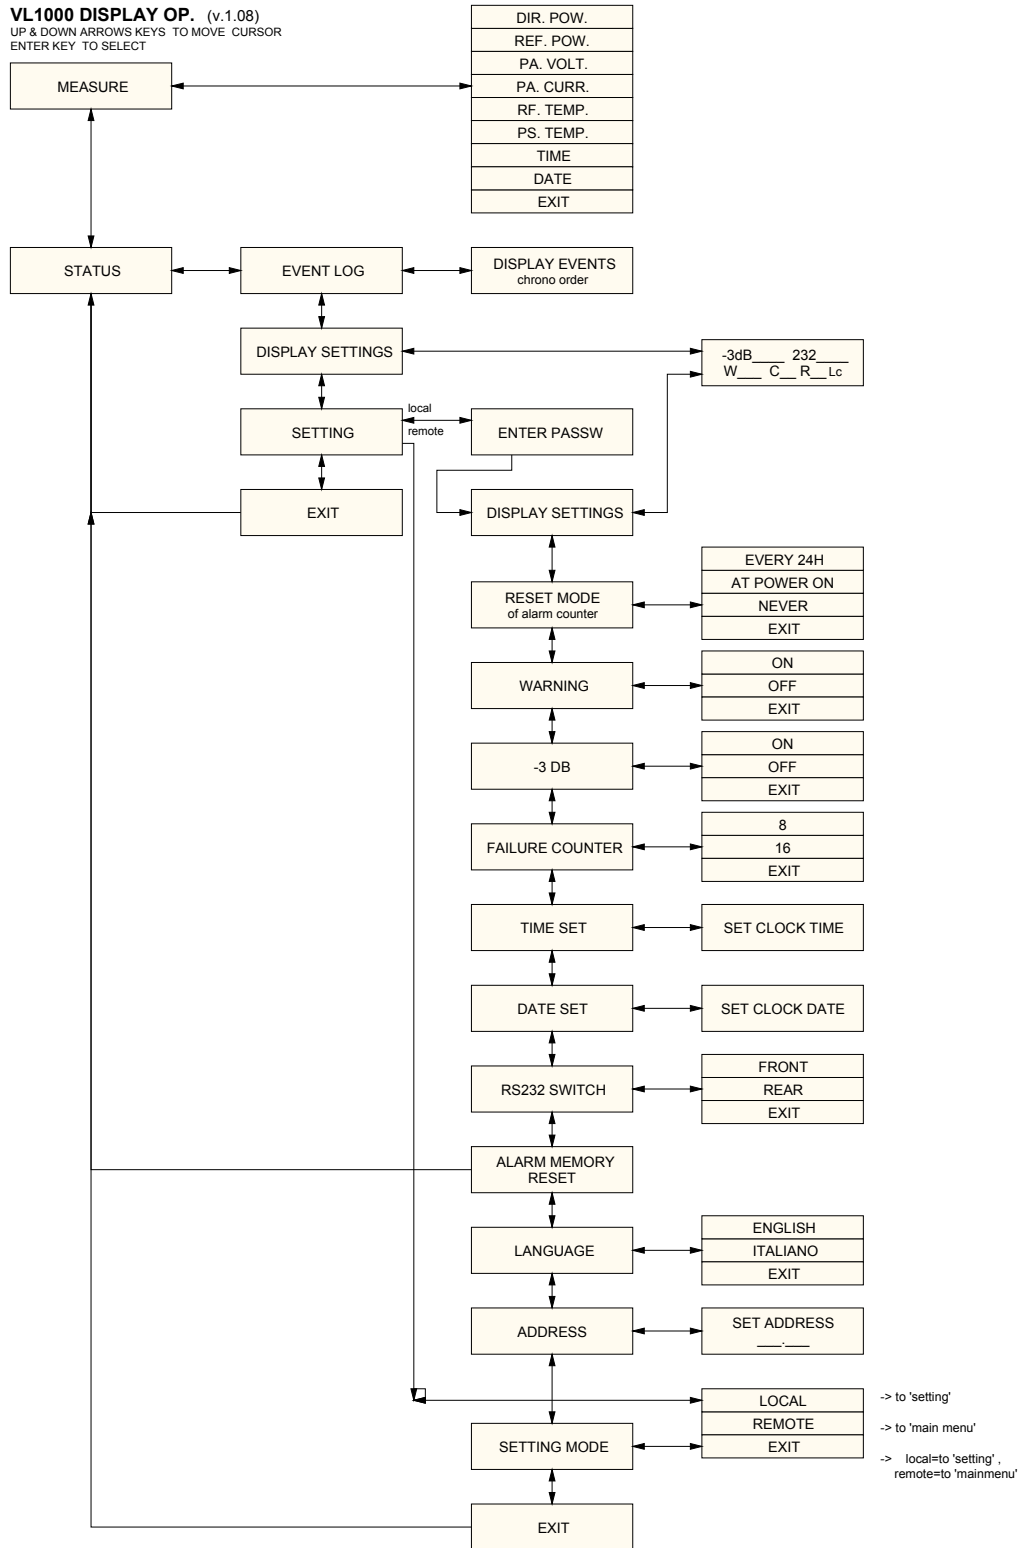 VL1000 DISPLAY OP. (v.1.08)
UP & DOWN ARROWS KEYS TO MOVE CURSOR
ENTER KEY TO SELECT
MEASURE
DIR. POW.
REF. POW.
PA. VOLT.
PA. CURR.
RF. TEMP.
PS. TEMP.
TIME
DATE
EXIT
STATUS
EVENT LOG
DISPLAY EVENTS
chrono order
DISPLAY SETTINGS
-3dB____ 232____
W___ C__ R__Lc
SETTING
local
remote
ENTER PASSW
EXIT
DISPLAY SETTINGS
RESET MODE
of alarm counter
EVERY 24H
AT POWER ON
NEVER
EXIT
WARNING
ON
OFF
EXIT
-3 DB
ON
OFF
EXIT
FAILURE COUNTER
8
16
EXIT
TIME SET
SET CLOCK TIME
DATE SET
SET CLOCK DATE
RS232 SWITCH
FRONT
REAR
EXIT
ALARM MEMORY
RESET
LANGUAGE
ENGLISH
ITALIANO
EXIT
ADDRESS
SET ADDRESS
___.___
LOCAL
REMOTE
EXIT
-> to 'setting'
-> to 'main menu'
-> local=to 'setting' ,
remote=to 'mainmenu'
SETTING MODE
EXIT